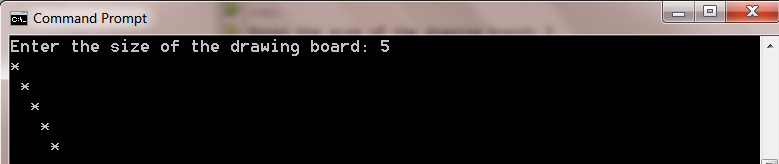 Command Prompt
Enter the size of the drawing board: 5
*
 *
  *
   *
    *